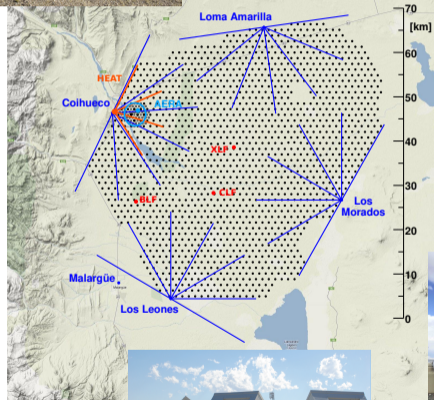 70
[km]
Loma Amarilla
60
HEAT
Coihueco
AERA
50
40
XLF
30
CLF
BLF
Los
Morados
20
10
Malargüe
Los Leones
0